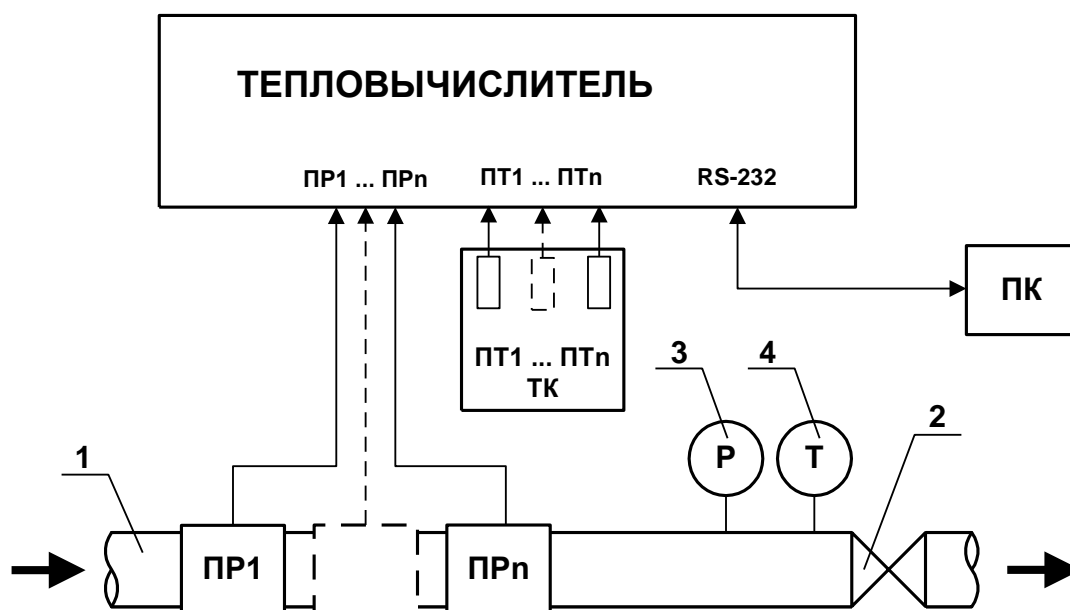 ТЕПЛОВЫЧИСЛИТЕЛЬ
ПР1 ... ПРn ПТ1 ... ПТn RS-232
ПК
ПТ1 ... ПТn
ТК
3 4
2
1
P T
ПР1 ПРn